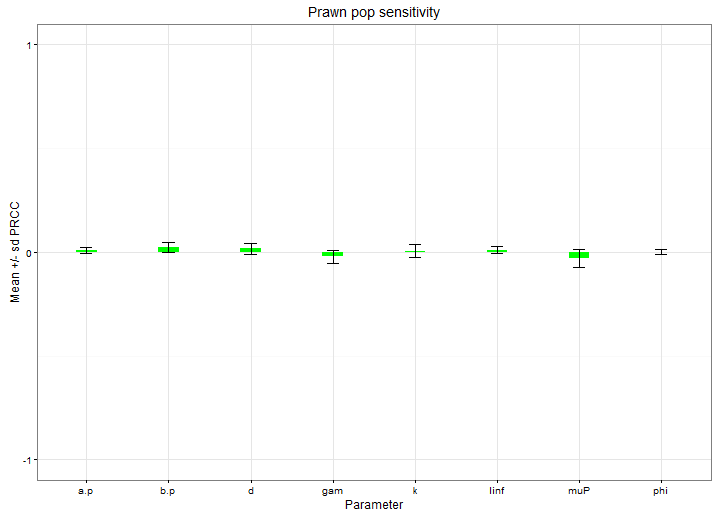 Prawn pop sensitivity
Mean +/- sd PRCC
1
0
-1
a.p b.p d gam k linf muP phi
Parameter